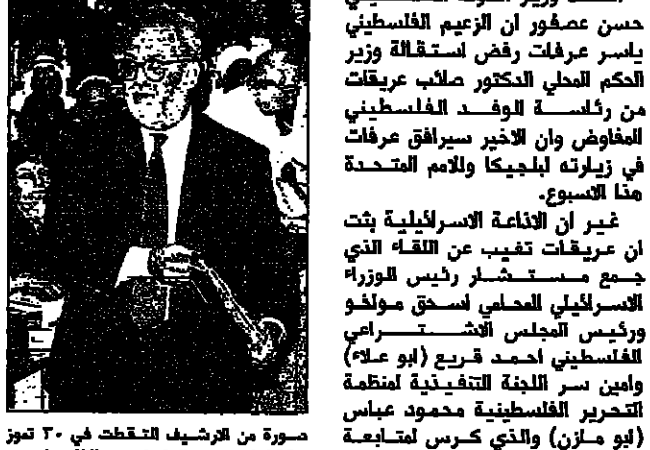 حسن عصفور ان الزعيم الفلسطيني
ياسر عرفات رفض استقالة وزير
الحكم المحلي الدكتور صائب عريقات
من رئاسة الوفد الفلسطيني
المفاوض وان الاخير سيرافق عرفات
في زيارته لبلجيكا وللامم المتحدة
هذا الاسبوع.
غير ان الاذاعة الاسرائيلية بثت
ان عريقات تغيب عن اللقاء الذي
جمع مستشار رئيس الوزراء
الاسرائيلي المحامي اسحق مولخو
ورئيس المجلس الاشتراعي
الفلسطيني احمد قريع (ابو علاء)
وامين سر اللجنة التنفيذية لمنظمة
التحرير الفلسطينية محمود عباس
(ابو مازن) والذي كرس لمتابعة
صورة من الارشيف التقطت في ٣٠ تموز